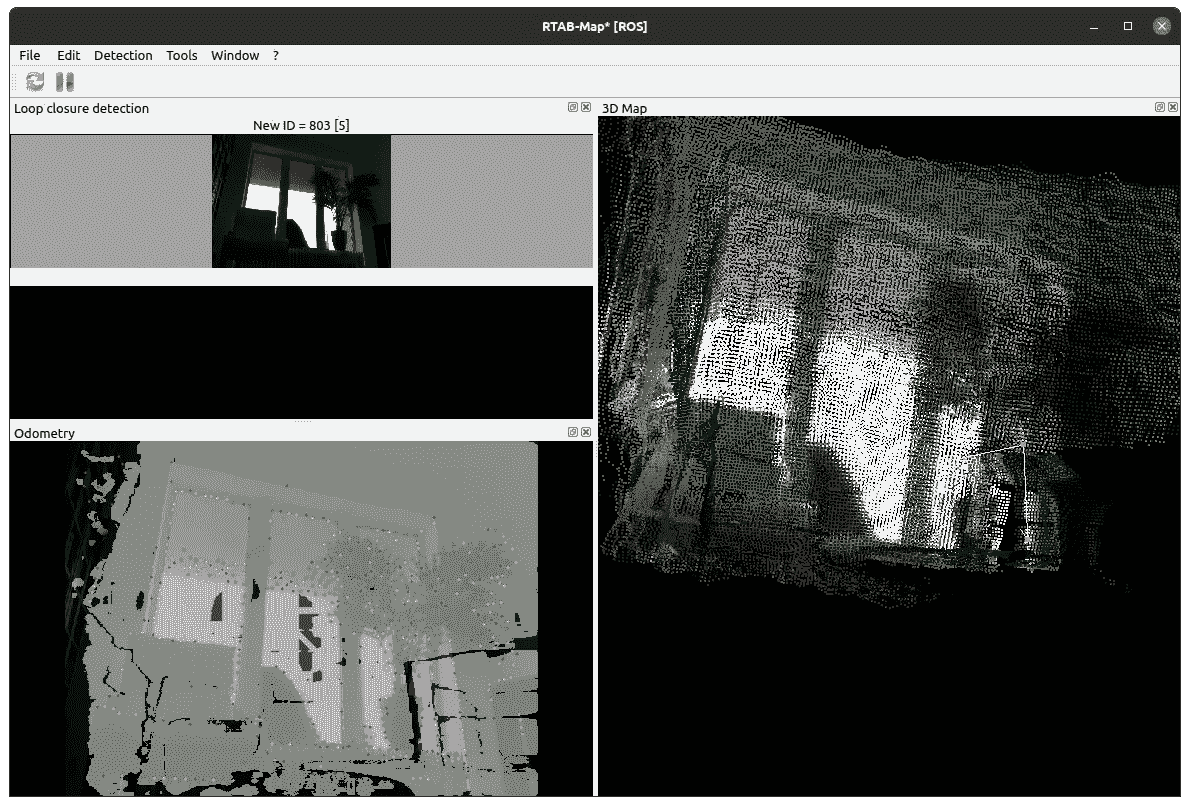 RTAB-Map* [ROS]
File Edit Detection Tools Window ?
Loop closure detection
New ID = 803 [5]
3D Map
Odometry